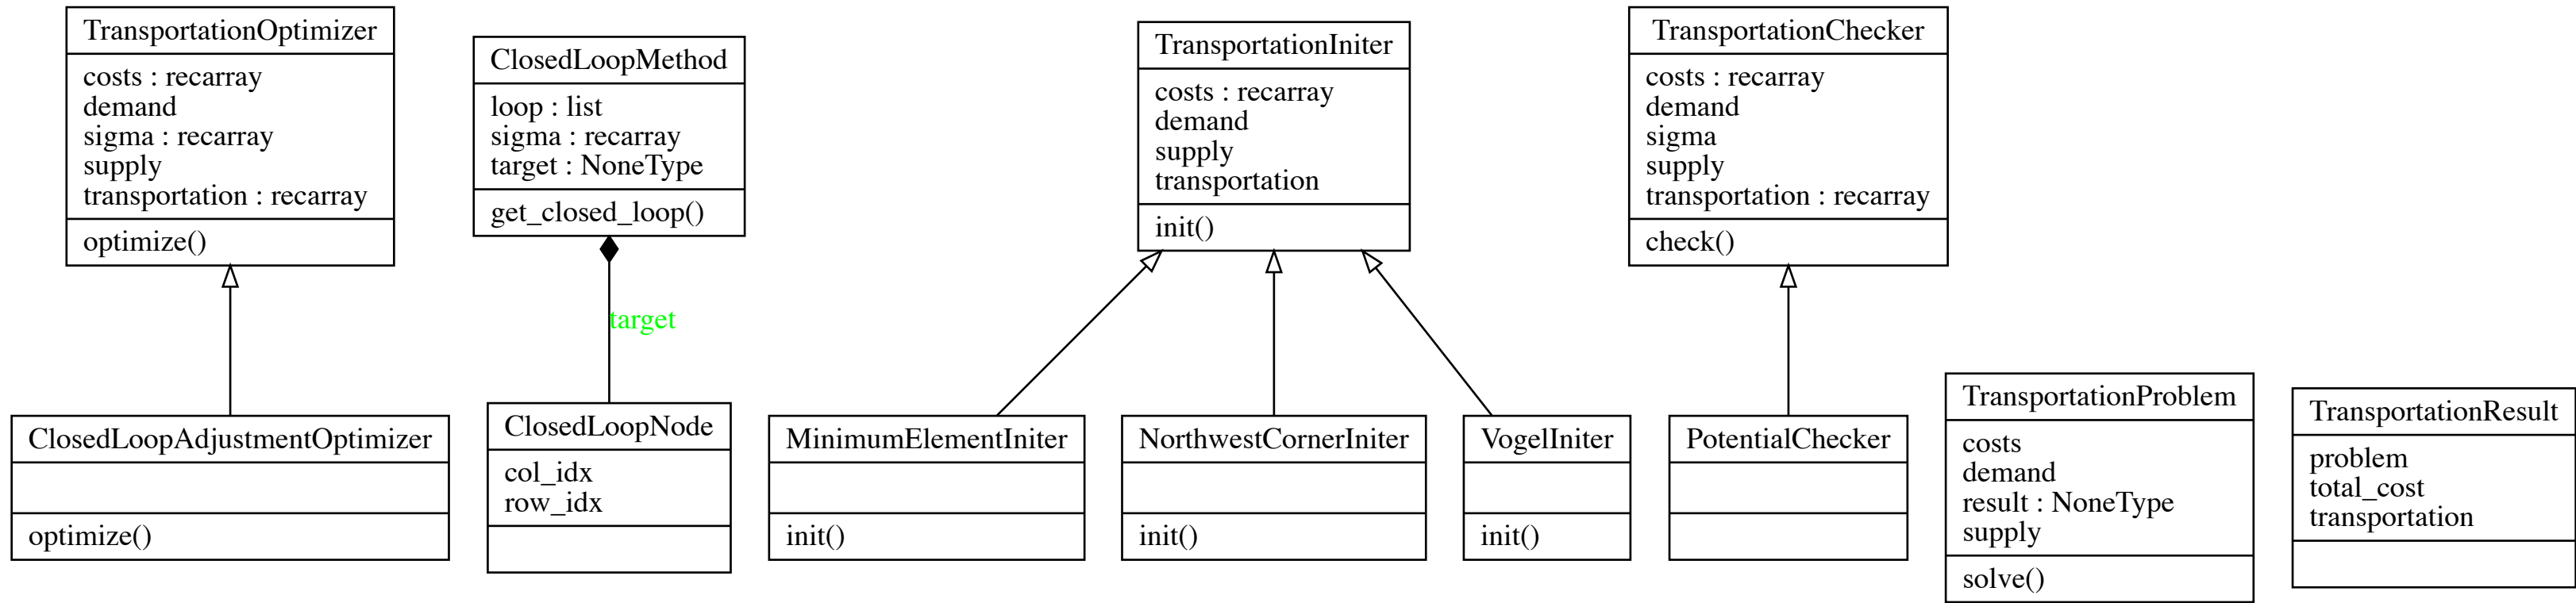 TransportationOptimizer
costs : recarray
demand
sigma : recarray
supply
transportation : recarray
optimize()
ClosedLoopMethod
loop : list
sigma : recarray
target : NoneType
get_closed_loop()
TransportationIniter
costs : recarray
demand
supply
transportation
init()
TransportationChecker
costs : recarray
demand
sigma
supply
transportation : recarray
check()
target
ClosedLoopAdjustmentOptimizer
optimize()
ClosedLoopNode
col_idx
row_idx
MinimumElementIniter
init()
NorthwestCornerIniter
init()
VogelIniter
init()
PotentialChecker
TransportationProblem
costs
demand
result : NoneType
supply
solve()
TransportationResult
problem
total_cost
transportation